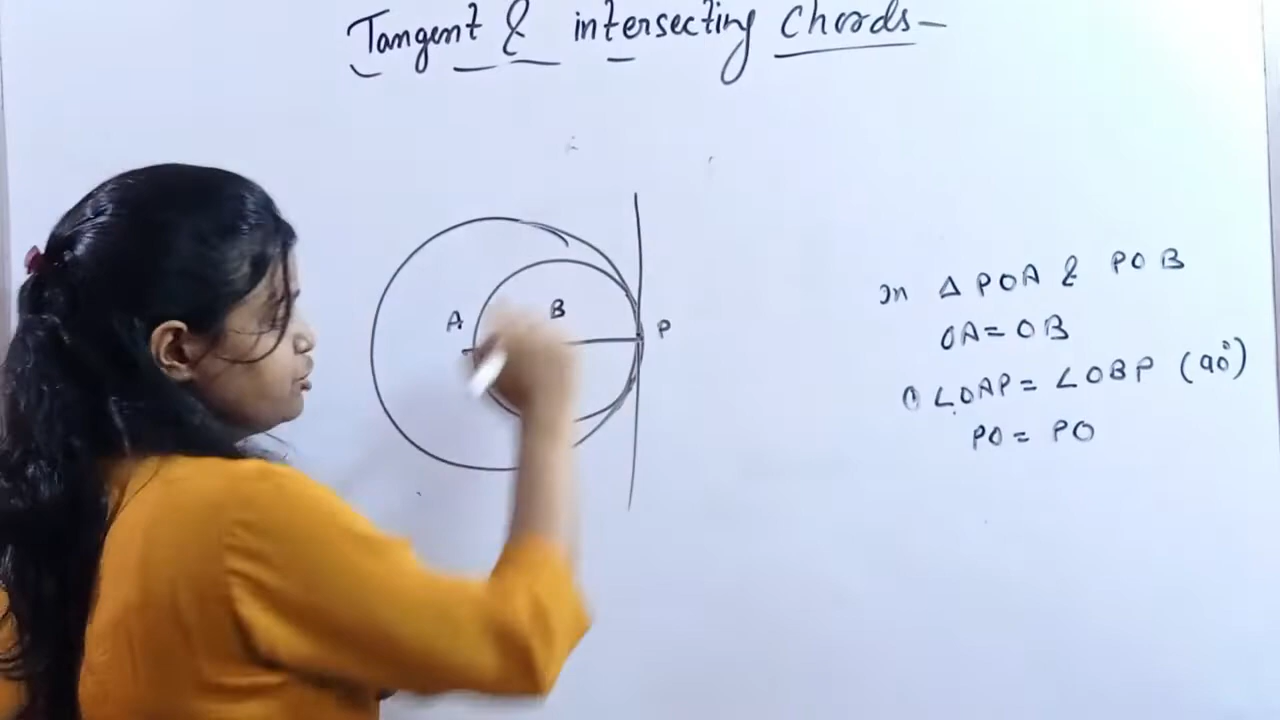 Tangent & intersecting Chords-
A
B
P
In Δ POA & POB
OA = OB
∠OAP = ∠OBP (90°)
PO = PO